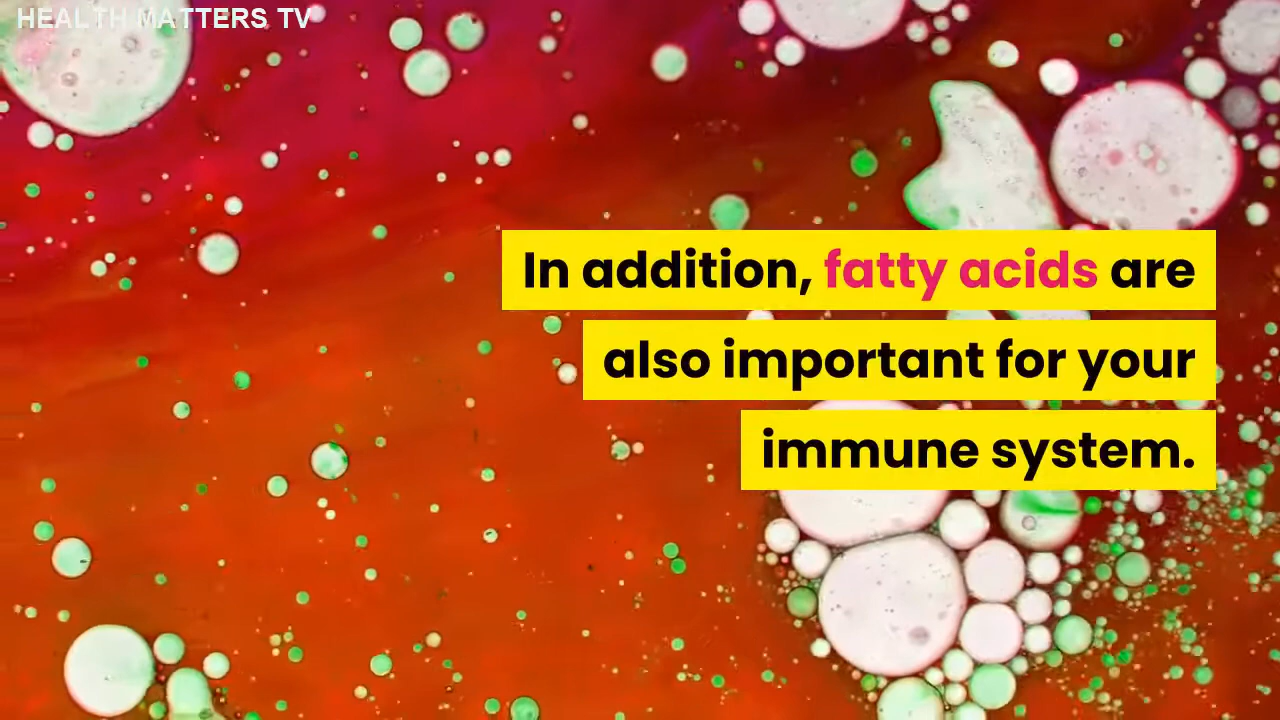 HEALTH MATTERS TV
In addition, fatty acids are
also important for your
immune system.